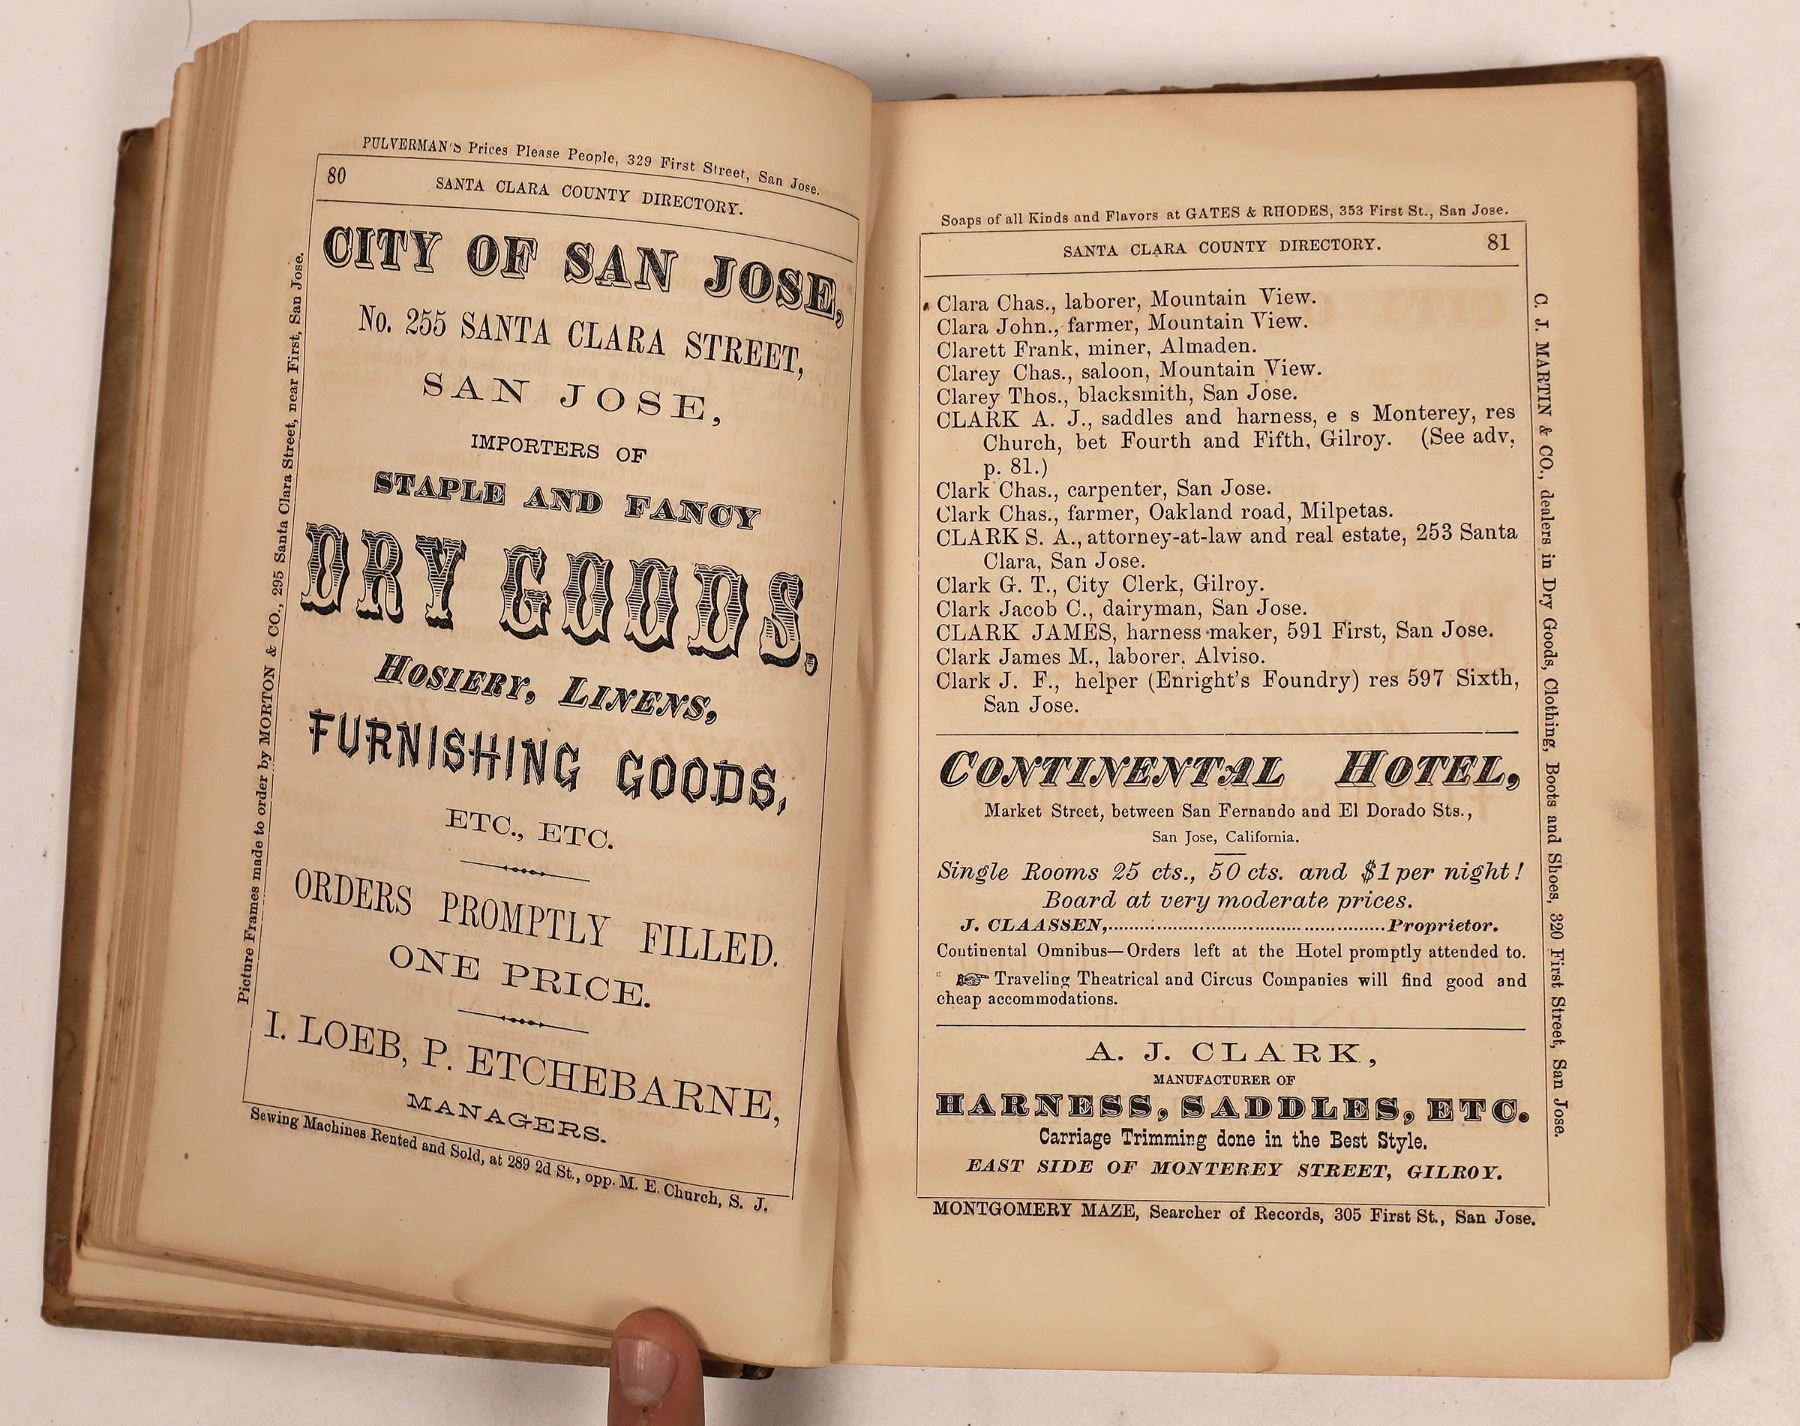 PULVERMAN'S Prices Please People, 329 First Street, San Jose.
80
SANTA CLARA COUNTY DIRECTORY.
CITY OF SAN JOSE,
No. 255 SANTA CLARA STREET,
SAN JOSE,
IMPORTERS OF
STAPLE AND FANCY
DRY GOODS,
HOSIERY, LINENS,
FURNISHING GOODS,
ETC., ETC.
ORDERS PROMPTLY FILLED.
ONE PRICE.
I. LOEB, P. ETCHEBARNE,
MANAGERS.
Sewing Machines Rented and Sold, at 289 2d St., opp. M. E. Church, S. J.
Picture Frames made to order by MORTON & CO., 295 Santa Clara Street, near First, San Jose.
Soaps of all Kinds and Flavors at GATES & RHODES, 353 First St., San Jose.
SANTA CLARA COUNTY DIRECTORY.
81
Clara Chas., laborer, Mountain View.
Clara John., farmer, Mountain View.
Clarett Frank, miner, Almaden.
Clarey Chas., saloon, Mountain View.
Clarey Thos., blacksmith, San Jose.
CLARK A. J., saddles and harness, e s Monterey, res
Church, bet Fourth and Fifth, Gilroy. (See adv,
p. 81.)
Clark Chas., carpenter, San Jose.
Clark Chas., farmer, Oakland road, Milpetas.
CLARK S. A., attorney-at-law and real estate, 253 Santa
Clara, San Jose.
Clark G. T., City Clerk, Gilroy.
Clark Jacob C., dairyman, San Jose.
CLARK JAMES, harness maker, 591 First, San Jose.
Clark James M., laborer, Alviso.
Clark J. F., helper (Enright's Foundry) res 597 Sixth,
San Jose.
CONTINENTAL HOTEL,
Market Street, between San Fernando and El Dorado Sts.,
San Jose, California.
Single Rooms 25 cts., 50 cts. and $1 per night!
Board at very moderate prices.
J. CLAASSEN,..........................................Proprietor.
Continental Omnibus—Orders left at the Hotel promptly attended to.
☞ Traveling Theatrical and Circus Companies will find good and
cheap accommodations.
A. J. CLARK,
MANUFACTURER OF
HARNESS, SADDLES, ETC.
Carriage Trimming done in the Best Style.
EAST SIDE OF MONTEREY STREET, GILROY.
MONTGOMERY MAZE, Searcher of Records, 305 First St., San Jose.
C. J. MARTIN & CO., dealers in Dry Goods, Clothing, Boots and Shoes, 320 First Street, San Jose.